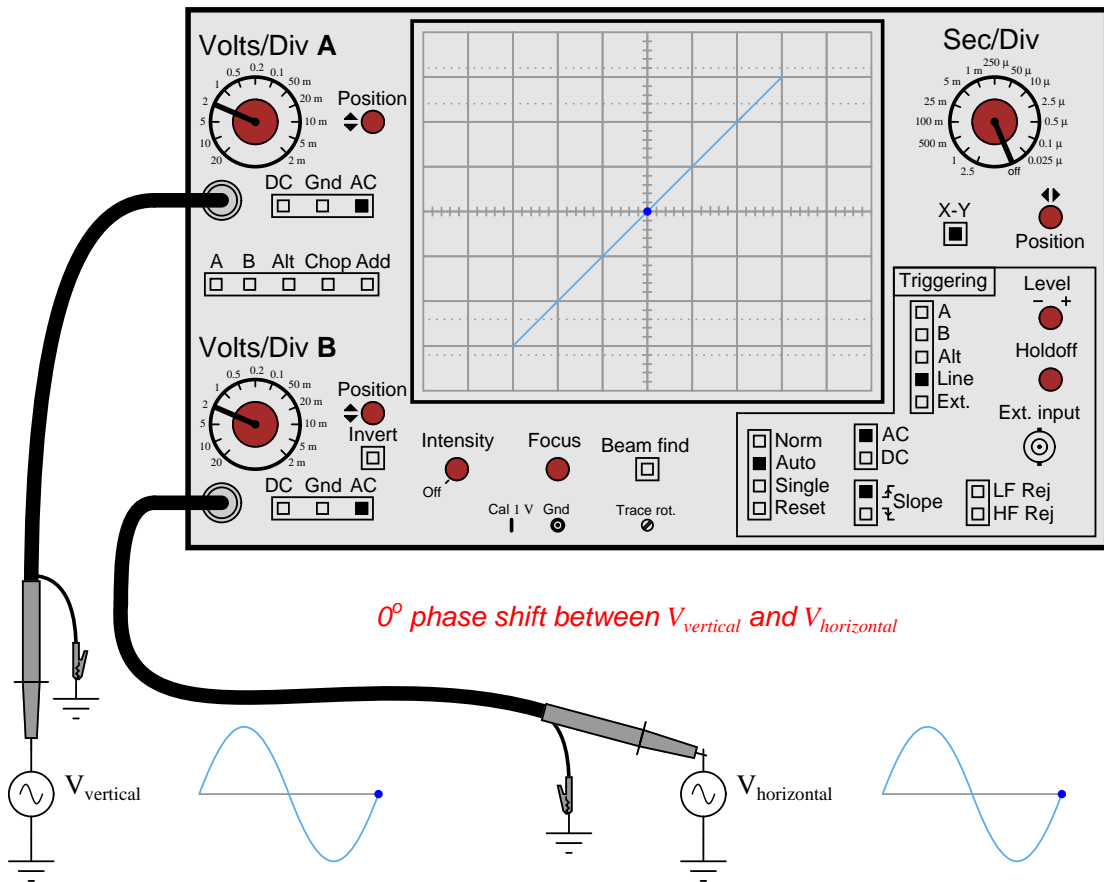 Volts/Div A
0.5 0.2 0.1
1 50 m
2 20 m
5 10 m
10 5 m
20 2 m
Position
DC Gnd AC
A B Alt Chop Add
Volts/Div B
0.5 0.2 0.1
1 50 m
2 20 m
5 10 m
10 5 m
20 2 m
Position
Invert
DC Gnd AC
Intensity
Off
Focus
Beam find
Cal 1 V Gnd Trace rot.
Sec/Div
250 µ
1 m 50 µ
5 m 10 µ
25 m 2.5 µ
100 m 0.5 µ
500 m 0.1 µ
1 0.025 µ
2.5 off
X-Y
Position
Triggering
A
B
Alt
Line
Ext.
Level
− +
Holdoff
Ext. input
Norm
Auto
Single
Reset
AC
DC
Slope
LF Rej
HF Rej
0° phase shift between Vvertical and Vhorizontal
Vvertical
Vhorizontal